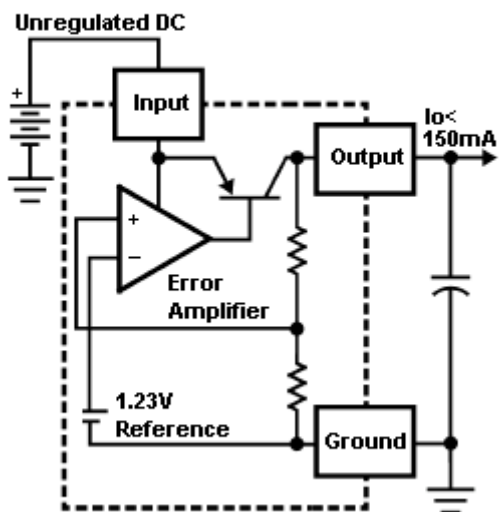 Unregulated DC
+
Input
Io<
150mA
Output
+
−
Error
Amplifier
1.23V
Reference
Ground